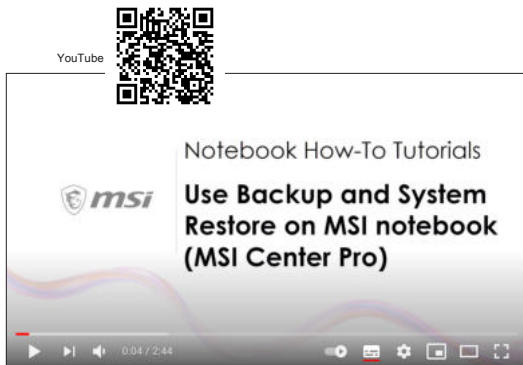 YouTube
Notebook How-To Tutorials
msi
Use Backup and System
Restore on MSI notebook
(MSI Center Pro)
0:04 / 2:44